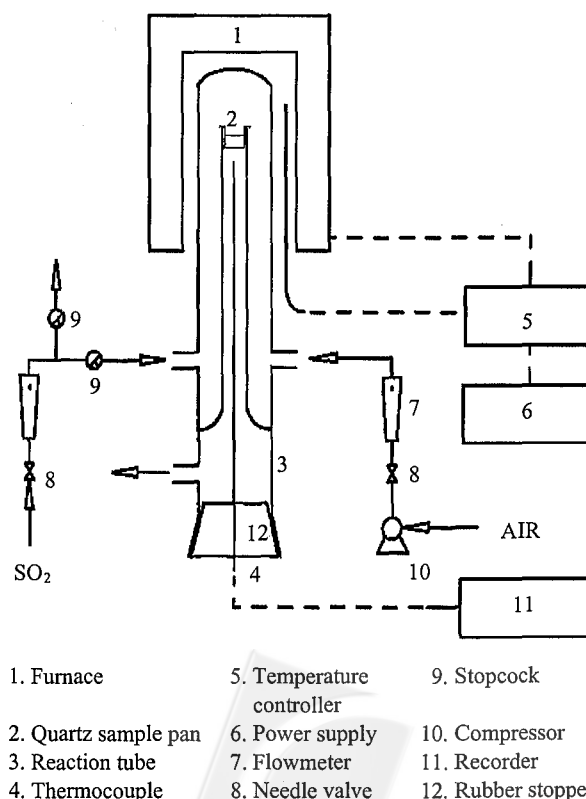 1
2
9
5
9
7
6
8
3
8
12
AIR
SO₂
4
10
11
1. Furnace 5. Temperature controller 9. Stopcock
2. Quartz sample pan 6. Power supply 10. Compressor
3. Reaction tube 7. Flowmeter 11. Recorder
4. Thermocouple 8. Needle valve 12. Rubber stoppe